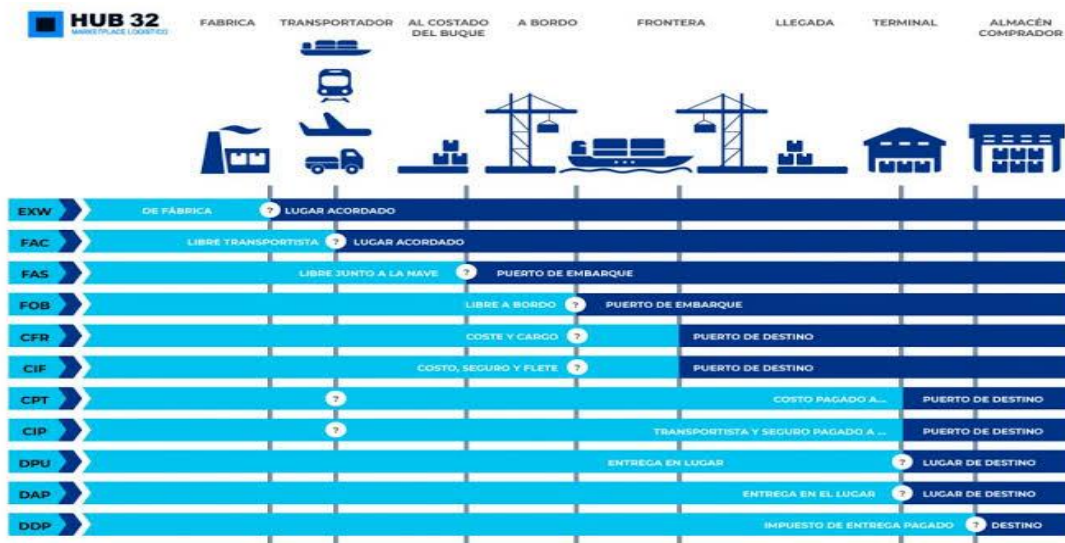 HUB 32
MARKETPLACE LOGÍSTICO
FABRICA
TRANSPORTADOR
AL COSTADO
DEL BUQUE
A BORDO
FRONTERA
LLEGADA
TERMINAL
ALMACÉN
COMPRADOR
EXW DE FÁBRICA ? LUGAR ACORDADO
FAC LIBRE TRANSPORTISTA ? LUGAR ACORDADO
FAS LIBRE JUNTO A LA NAVE ? PUERTO DE EMBARQUE
FOB LIBRE A BORDO ? PUERTO DE EMBARQUE
CFR COSTE Y CARGO ? PUERTO DE DESTINO
CIF COSTO, SEGURO Y FLETE ? PUERTO DE DESTINO
CPT ? COSTO PAGADO A... PUERTO DE DESTINO
CIP ? TRANSPORTISTA Y SEGURO PAGADO A ... PUERTO DE DESTINO
DPU ENTREGA EN LUGAR ? LUGAR DE DESTINO
DAP ENTREGA EN EL LUGAR ? LUGAR DE DESTINO
DDP IMPUESTO DE ENTREGA PAGADO ? DESTINO